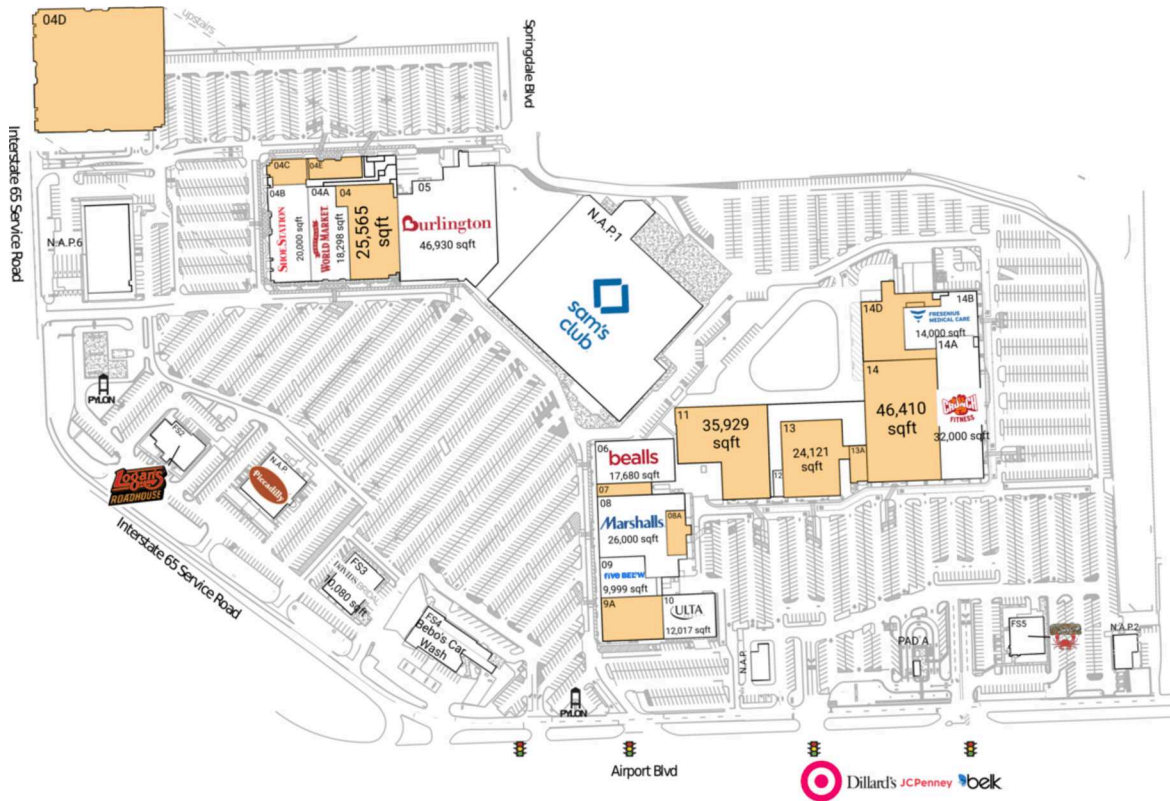 04D
upstairs
Springdale Blvd
Interstate 65 Service Road
N.A.P.6
04C
04E
04B
SHOE STATION
20,000 sqft
04A
WORLD MARKET
18,298 sqft
04
25,565
sqft
05
Burlington
46,930 sqft
N.A.P.1
sam's
club
14D
14B
FRESENIUS
MEDICAL CARE
14,000 sqft
14A
14
46,410
sqft
CRUNCH
FITNESS
32,000 sqft
11
35,929
sqft
13
24,121
sqft
13A
12
06
bealls
17,680 sqft
07
08
08A
Marshalls
26,000 sqft
09
FIVE BELOW
9,999 sqft
9A
10
ULTA
12,017 sqft
PYLON
FS2
LOGAN'S
ROADHOUSE
N.A.P
Piccadilly
Interstate 65 Service Road
FS3
DAVID'S BRIDAL
10,080 sqft
FS4
Bebo's Car
Wash
PYLON
N.A.P.
PAD A
FS5
N.A.P.2
Airport Blvd
Dillard's
JCPenney
belk